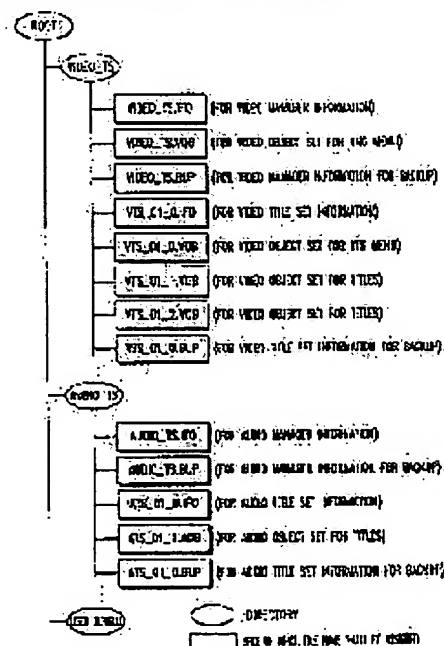 ROOT
VIDEO_TS
VIDEO_TS.IFO (FOR VIDEO MANAGER INFORMATION)
VIDEO_TS.VOB (FOR VIDEO OBJECT SET FOR VMG MENU)
VIDEO_TS.BUP (FOR VIDEO MANAGER INFORMATION FOR BACKUP)
VTS_01_0.IFO (FOR VIDEO TITLE SET INFORMATION)
VTS_01_0.VOB (FOR VIDEO OBJECT SET FOR VTS MENU)
VTS_01_1.VOB (FOR VIDEO OBJECT SET FOR TITLES)
VTS_01_2.VOB (FOR VIDEO OBJECT SET FOR TITLES)
VTS_01_0.BUP (FOR VIDEO TITLE SET INFORMATION FOR BACKUP)
AUDIO_TS
AUDIO_TS.IFO (FOR AUDIO MANAGER INFORMATION)
AUDIO_TS.BUP (FOR AUDIO MANAGER INFORMATION FOR BACKUP)
ATS_01_0.IFO (FOR AUDIO TITLE SET INFORMATION)
ATS_01_1.AOB (FOR AUDIO OBJECT SET FOR TITLES)
ATS_01_0.BUP (FOR AUDIO TITLE SET INFORMATION FOR BACKUP)
DIRECTORY